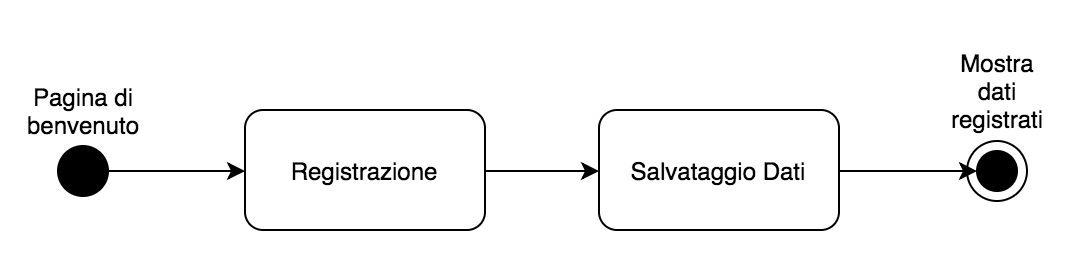 Pagina di
benvenuto
Registrazione
Salvataggio Dati
Mostra
dati
registrati